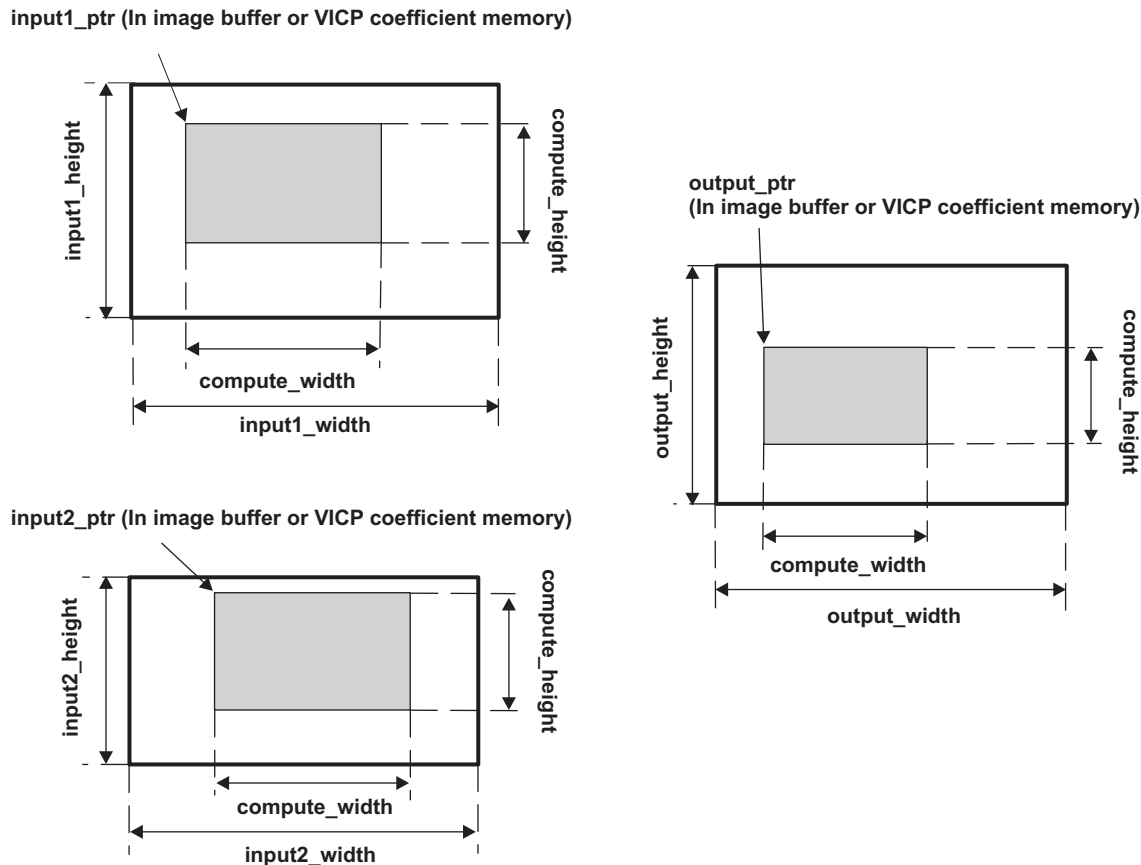 input1_ptr (In image buffer or VICP coefficient memory)
input1_height
compute_height
compute_width
input1_width
output_ptr
(In image buffer or VICP coefficient memory)
output_height
compute_height
compute_width
output_width
input2_ptr (In image buffer or VICP coefficient memory)
input2_height
compute_height
compute_width
input2_width